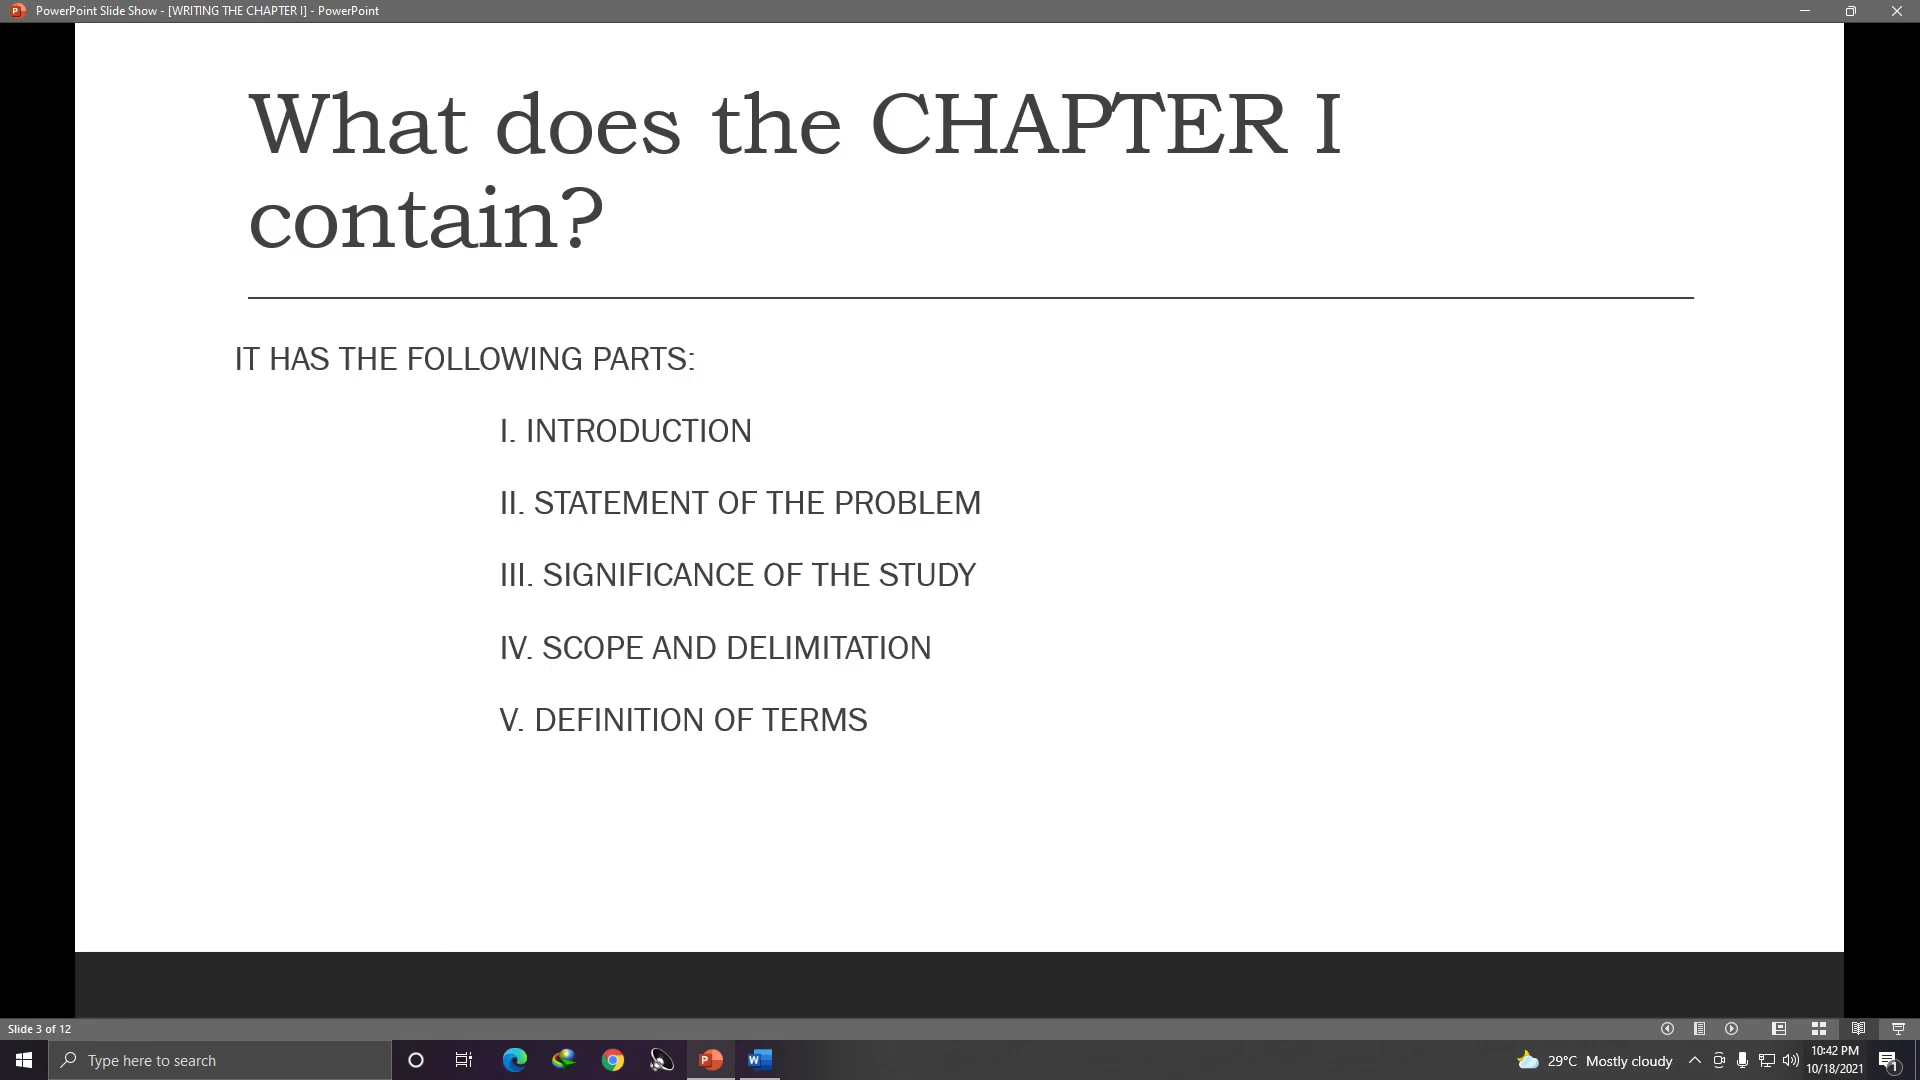 PowerPoint Slide Show - [WRITING THE CHAPTER I] - PowerPoint
What does the CHAPTER I
contain?
IT HAS THE FOLLOWING PARTS:
I. INTRODUCTION
II. STATEMENT OF THE PROBLEM
III. SIGNIFICANCE OF THE STUDY
IV. SCOPE AND DELIMITATION
V. DEFINITION OF TERMS
Slide 3 of 12
Type here to search
29°C Mostly cloudy
10:42 PM
10/18/2021
1